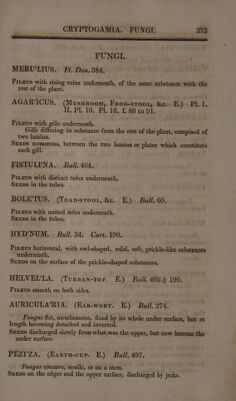 CRYPTOGAMIA. FUNGI. 373
FUNGI.
MERU'LIUS. Fl. Dan. 384.
PILEUS with rising veins underneath, of the same substance with the
rest of the plant.
AGAR'ICUS. (MUSHROOM, FROG-STOOL, &c. E.) Pl. 1.
II. Pl. 19. Pl. 16. f. 88 to 91.
PILEUS with gills underneath.
Gills differing in substance from the rest of the plant, composed of
two lamina.
SEEDS numerous, between the two lamina or plates which constitute
each gill.
FISTULI'NA. Bull. 464.
PILEUS with distinct tubes underneath.
SEEDS in the tubes.
BOLE'TUS. (TOAD-STOOL, &c. E.) Bull. 60.
PILEUS with united tubes underneath.
SEEDS in the tubes.
HYD'NUM. Bull. 34. Curt. 190.
PILEUS horizontal, with awl-shaped, solid, soft, prickle-like substances
underneath.
SEEDS on the surface of the prickle-shaped substances.
HELVEL'LA. (TURBAN-TOP. E.) Bull. 466 & 190.
PILEUS smooth on both sides.
AURICULA'RIA. (EAR-WORT. E.) Bull. 274.
Fungus flat, membranous, fixed by its whole under surface, but at
length becoming detached and inverted.
SEEDS discharged slowly from what was the upper, but now become the
under surface.
PEZI'ZA. (EARTH-CUP. E.) Bull. 497.
Fungus concave, sessile, or on a stem.
SEEDS on the edges and the upper surface, discharged by jerks.